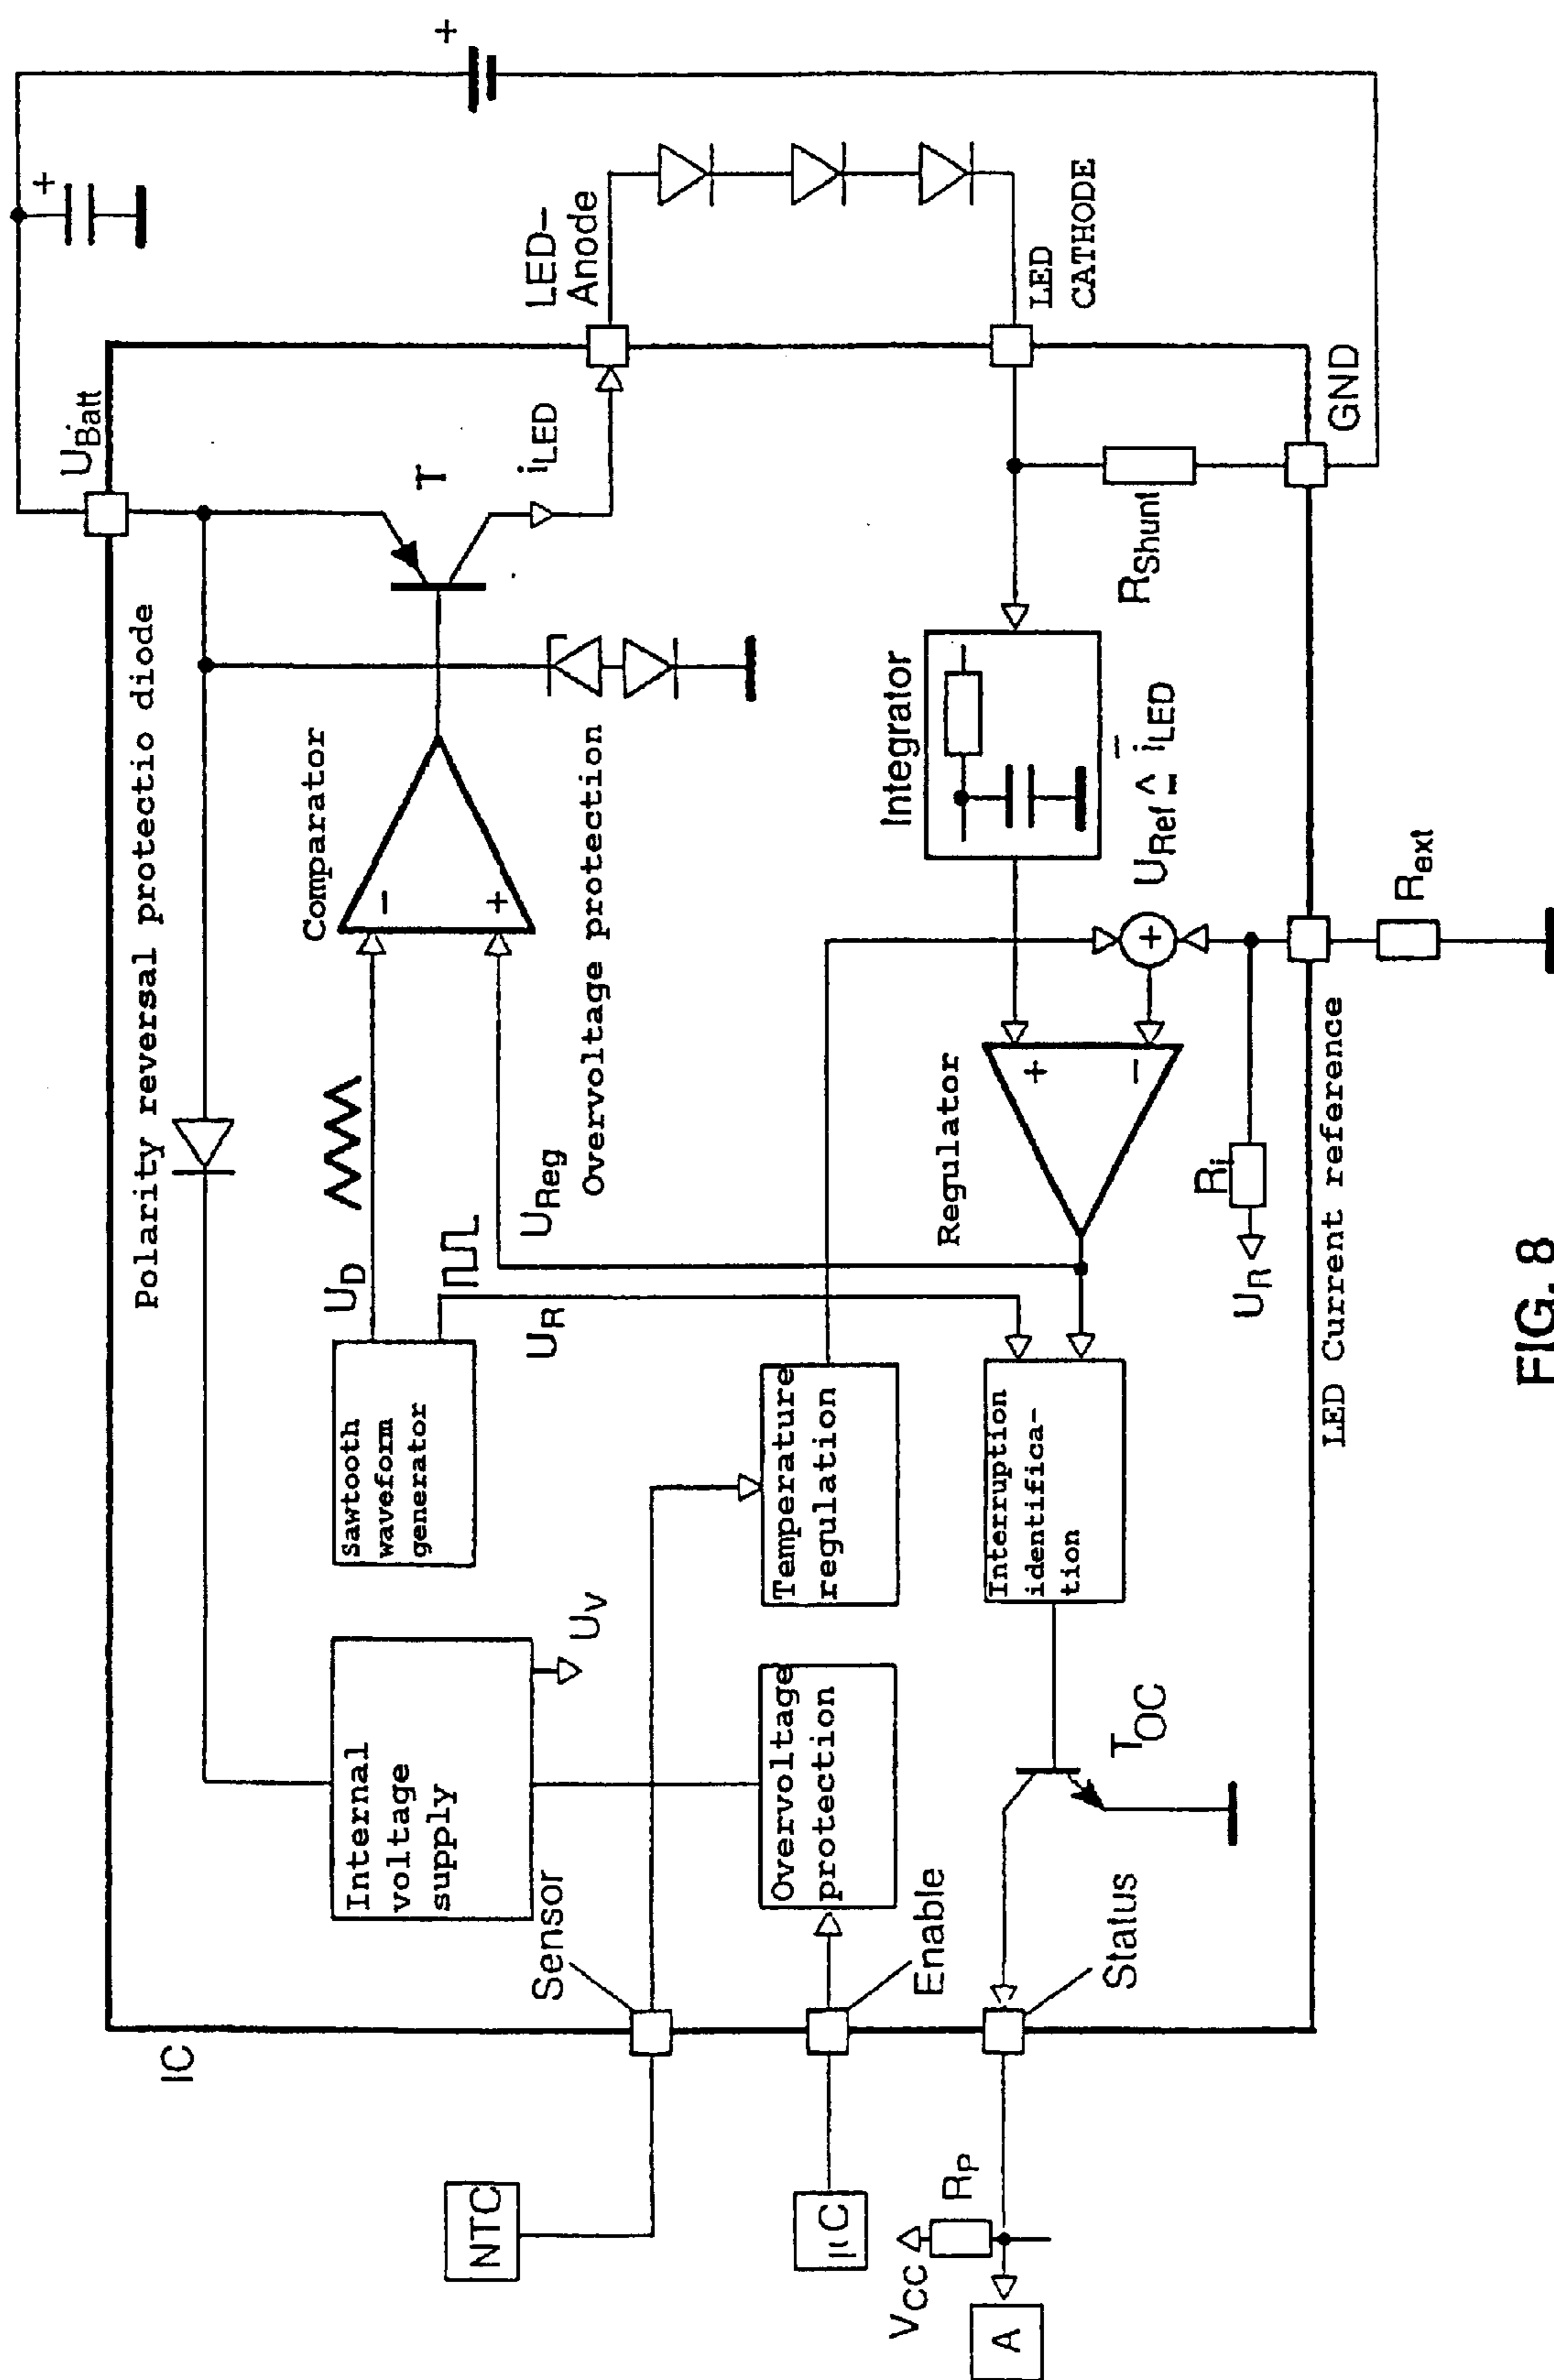 IC
U_Batt
+
+
Polarity reversal protectio diode
T
i_LED
LED-
Anode
LED
CATHODE
GND
R_Shunt
Comparator
-
+
Overvoltage protection
Integrator
U_Ref ≙ i̅_LED
U_D
U_Reg
U_R
Sawtooth
waveform
generator
Regulator
+
-
+
R_i
U_R
R_ext
LED Current reference
Internal
voltage
supply
U_V
Temperature
regulation
Interruption
identifica-
tion
Overvoltage
protection
T_OC
Sensor
Enable
Status
NTC
µC
V_CC
R_P
A
FIG. 8